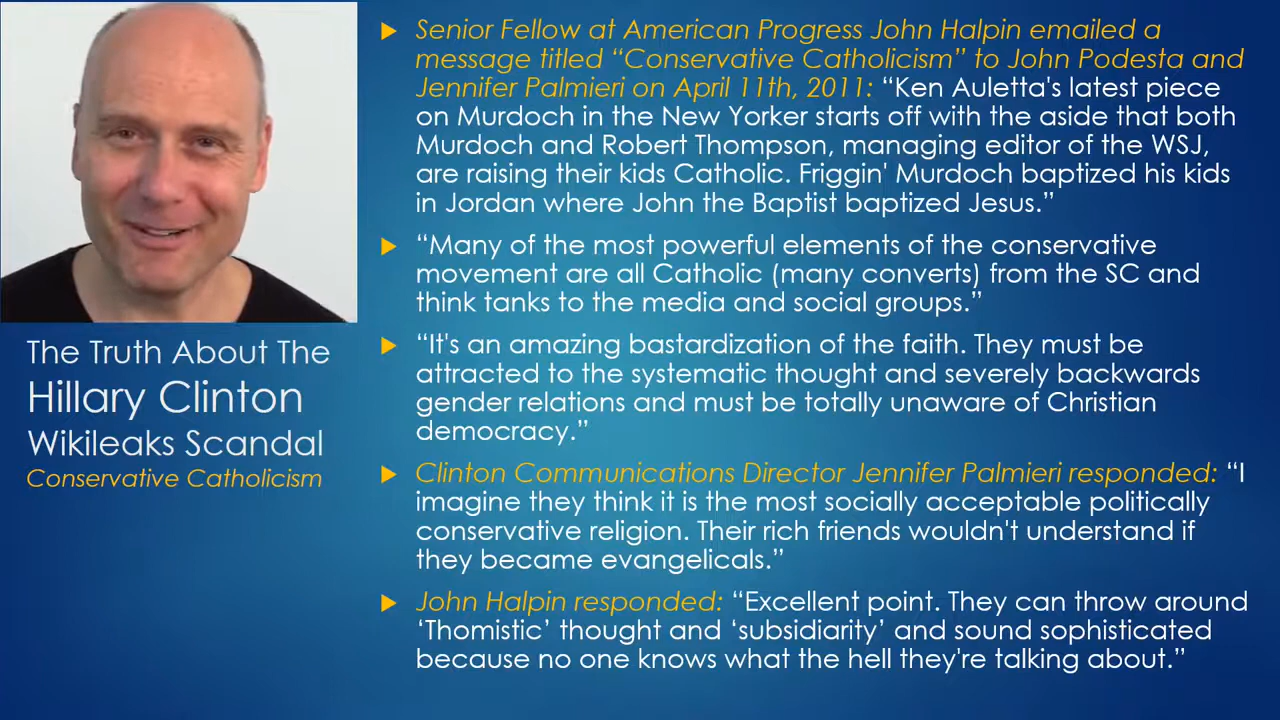 The Truth About The
Hillary Clinton
Wikileaks Scandal
Conservative Catholicism
Senior Fellow at American Progress John Halpin emailed a
message titled “Conservative Catholicism” to John Podesta and
Jennifer Palmieri on April 11th, 2011: “Ken Auletta's latest piece
on Murdoch in the New Yorker starts off with the aside that both
Murdoch and Robert Thompson, managing editor of the WSJ,
are raising their kids Catholic. Friggin' Murdoch baptized his kids
in Jordan where John the Baptist baptized Jesus.”
“Many of the most powerful elements of the conservative
movement are all Catholic (many converts) from the SC and
think tanks to the media and social groups.”
“It's an amazing bastardization of the faith. They must be
attracted to the systematic thought and severely backwards
gender relations and must be totally unaware of Christian
democracy.”
Clinton Communications Director Jennifer Palmieri responded: “I
imagine they think it is the most socially acceptable politically
conservative religion. Their rich friends wouldn't understand if
they became evangelicals.”
John Halpin responded: “Excellent point. They can throw around
‘Thomistic’ thought and ‘subsidiarity’ and sound sophisticated
because no one knows what the hell they're talking about.”